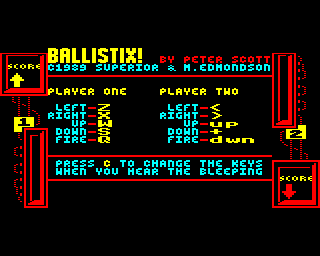 BALLISTIX!
BY PETER SCOTT
SCORE
©1989 SUPERIOR & M.EDMONDSON
PLAYER ONE PLAYER TWO
LEFT=Z LEFT=<
RIGHT=X RIGHT=>
1 UP=W UP=up
DOWN=S DOWN=+ 2
FIRE=Q FIRE=dwn
PRESS C TO CHANGE THE KEYS
WHEN YOU HEAR THE BLEEPING
SCORE